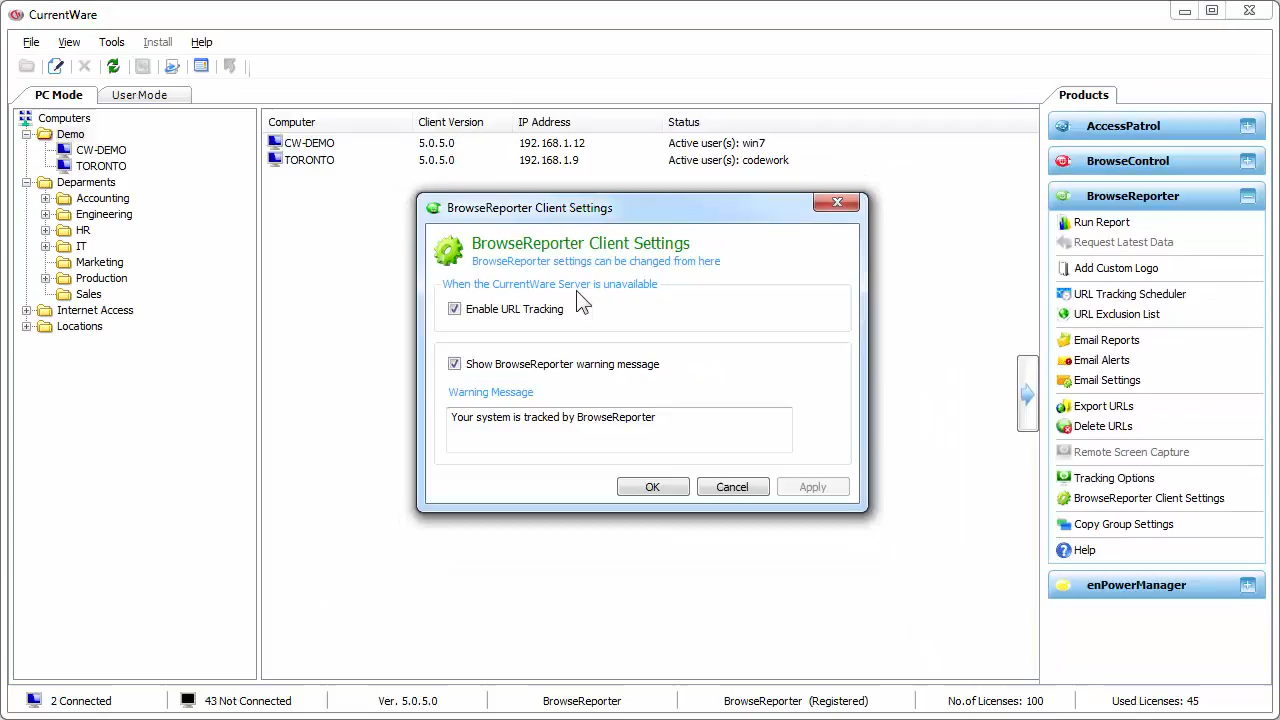 CurrentWare
File View Tools Install Help
PC Mode User Mode
Computers
Demo
CW-DEMO
TORONTO
Deparments
Accounting
Engineering
HR
IT
Marketing
Production
Sales
Internet Access
Locations
Computer Client Version IP Address Status
CW-DEMO 5.0.5.0 192.168.1.12 Active user(s): win7
TORONTO 5.0.5.0 192.168.1.9 Active user(s): codework
BrowseReporter Client Settings
BrowseReporter Client Settings
BrowseReporter settings can be changed from here
When the CurrentWare Server is unavailable
Enable URL Tracking
Show BrowseReporter warning message
Warning Message
Your system is tracked by BrowseReporter
OK Cancel Apply
Products
AccessPatrol
BrowseControl
BrowseReporter
Run Report
Request Latest Data
Add Custom Logo
URL Tracking Scheduler
URL Exclusion List
Email Reports
Email Alerts
Email Settings
Export URLs
Delete URLs
Remote Screen Capture
Tracking Options
BrowseReporter Client Settings
Copy Group Settings
Help
enPowerManager
2 Connected 43 Not Connected Ver. 5.0.5.0 BrowseReporter BrowseReporter (Registered) No.of Licenses: 100 Used Licenses: 45